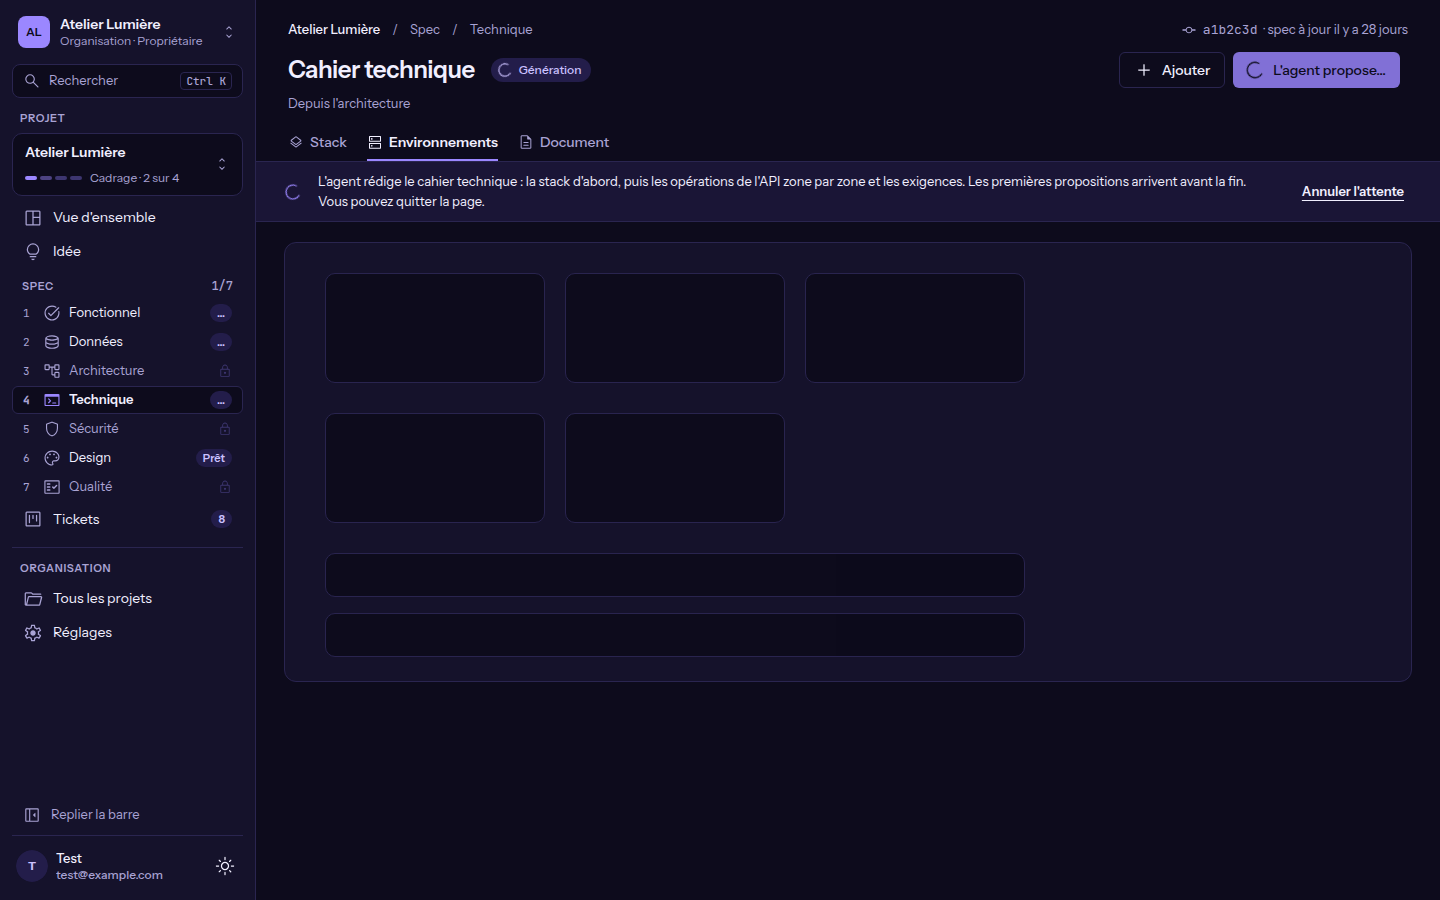 AL
Atelier Lumière
Organisation · Propriétaire
Rechercher
Ctrl K
PROJET
Atelier Lumière
Cadrage · 2 sur 4
Vue d'ensemble
Idée
SPEC 1/7
1 Fonctionnel ...
2 Données ...
3 Architecture
4 Technique ...
5 Sécurité
6 Design Prêt
7 Qualité
Tickets 8
ORGANISATION
Tous les projets
Réglages
Replier la barre
T
Test
test@example.com
Atelier Lumière / Spec / Technique
a1b2c3d · spec à jour il y a 28 jours
Cahier technique
Génération
Ajouter
L'agent propose...
Depuis l'architecture
Stack
Environnements
Document
L'agent rédige le cahier technique : la stack d'abord, puis les opérations de l'API zone par zone et les exigences. Les premières propositions arrivent avant la fin.
Vous pouvez quitter la page.
Annuler l'attente